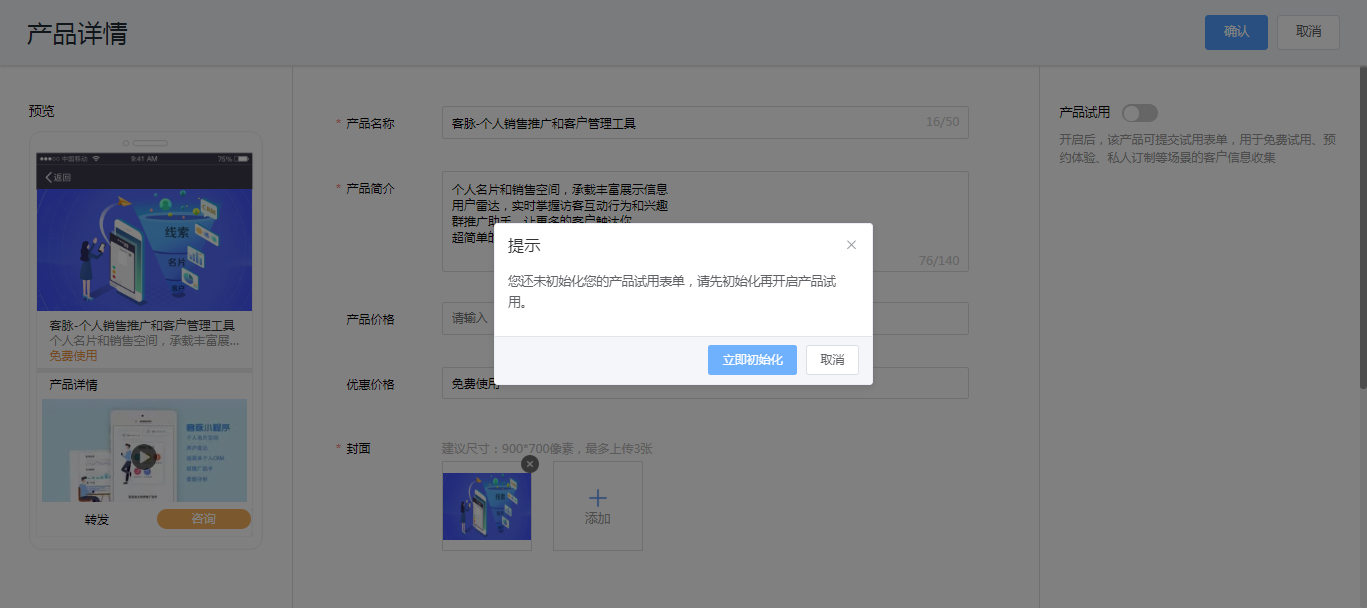 产品详情
确认
取消
预览
中国移动
9:41 AM
75%
返回
线索
名片
客户
客脉-个人销售推广和客户管理工具
个人名片和销售空间，承载丰富展...
免费使用
产品详情
客脉小程序
转发
咨询
* 产品名称
客脉-个人销售推广和客户管理工具
16/50
* 产品简介
个人名片和销售空间，承载丰富展示信息
用户雷达，实时掌握访客互动行为和兴趣
群推广助手，让更多的客户触达你
超简单的
76/140
产品价格
请输入
优惠价格
免费使用
* 封面
建议尺寸：900*700像素，最多上传3张
添加
产品试用
开启后，该产品可提交试用表单，用于免费试用、预
约体验、私人订制等场景的客户信息收集
提示
您还未初始化您的产品试用表单，请先初始化再开启产品试
用。
立即初始化
取消